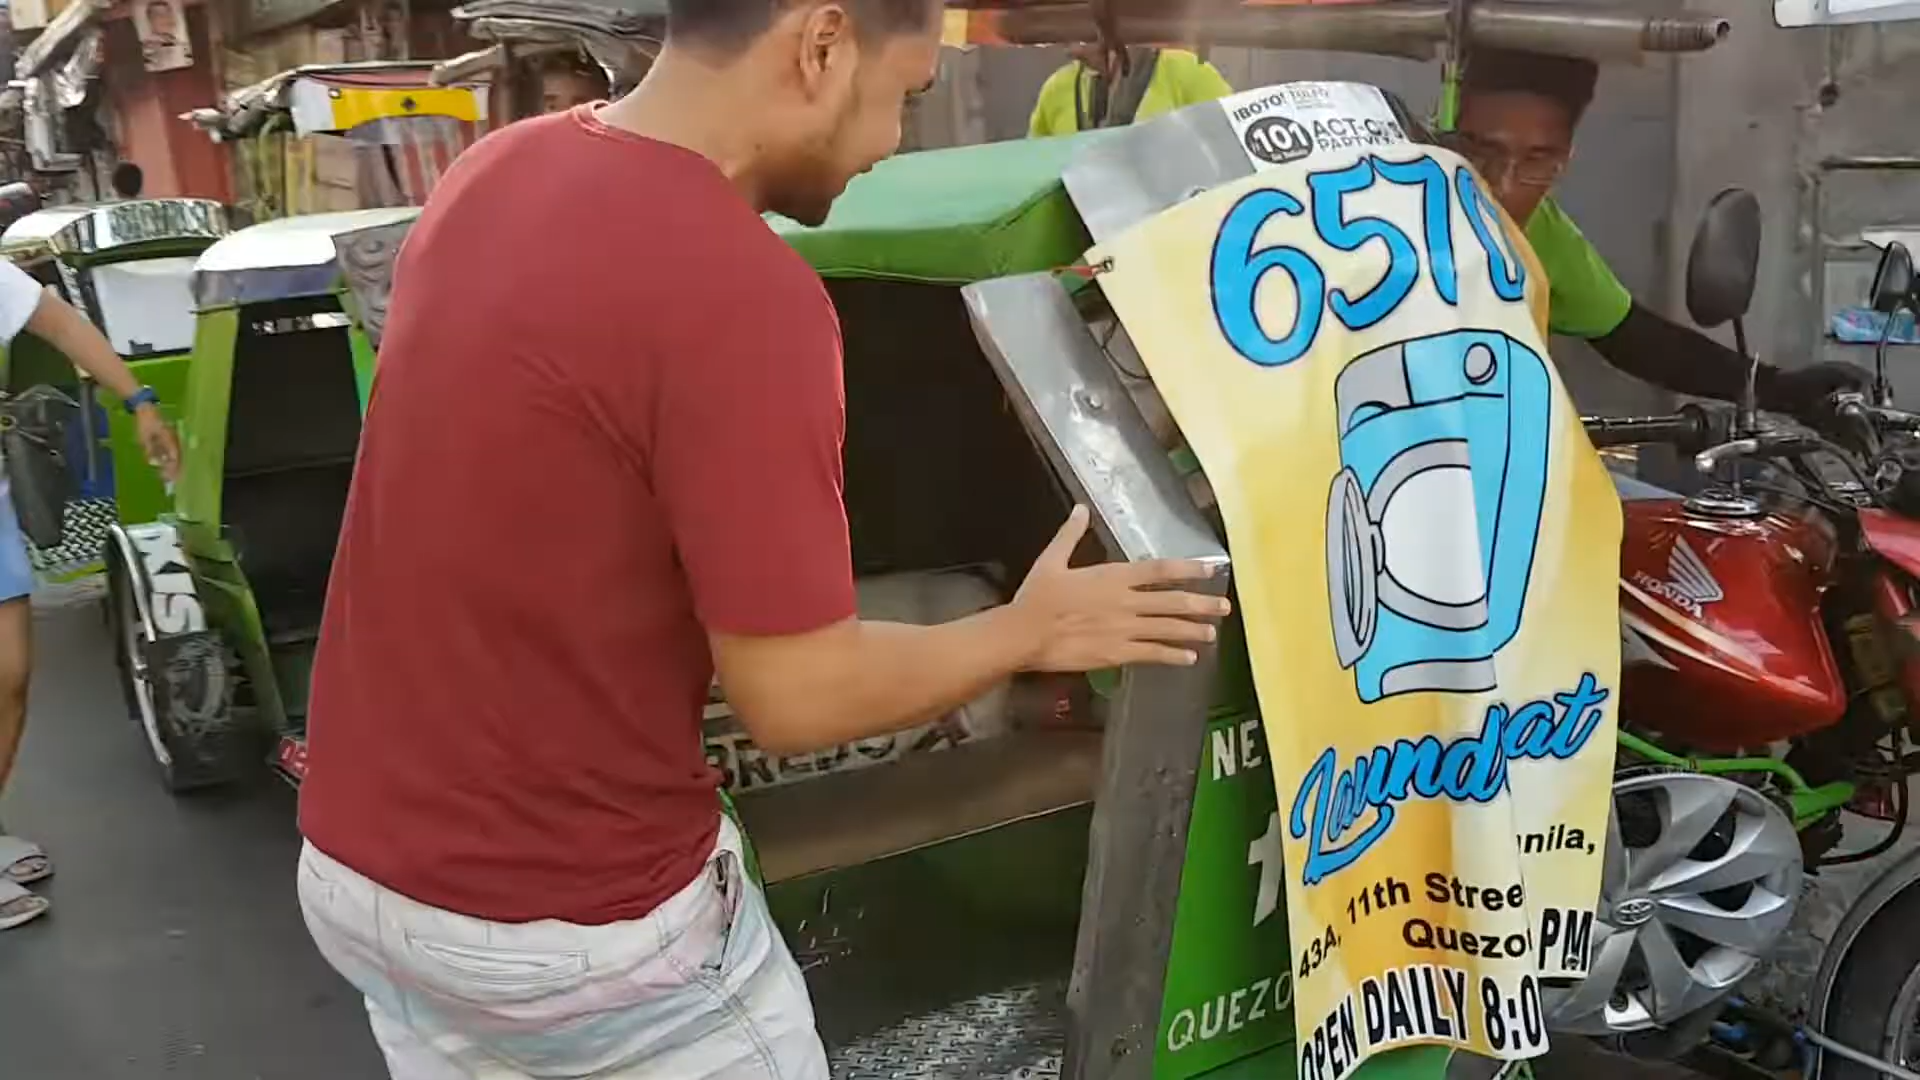 IBOTO!
101 ACT-CIS
PARTYLIST
6570
Laundrat
nila,
43A, 11th Stree
Quezo
PM
OPEN DAILY 8:0
HONDA
NE
QUEZO